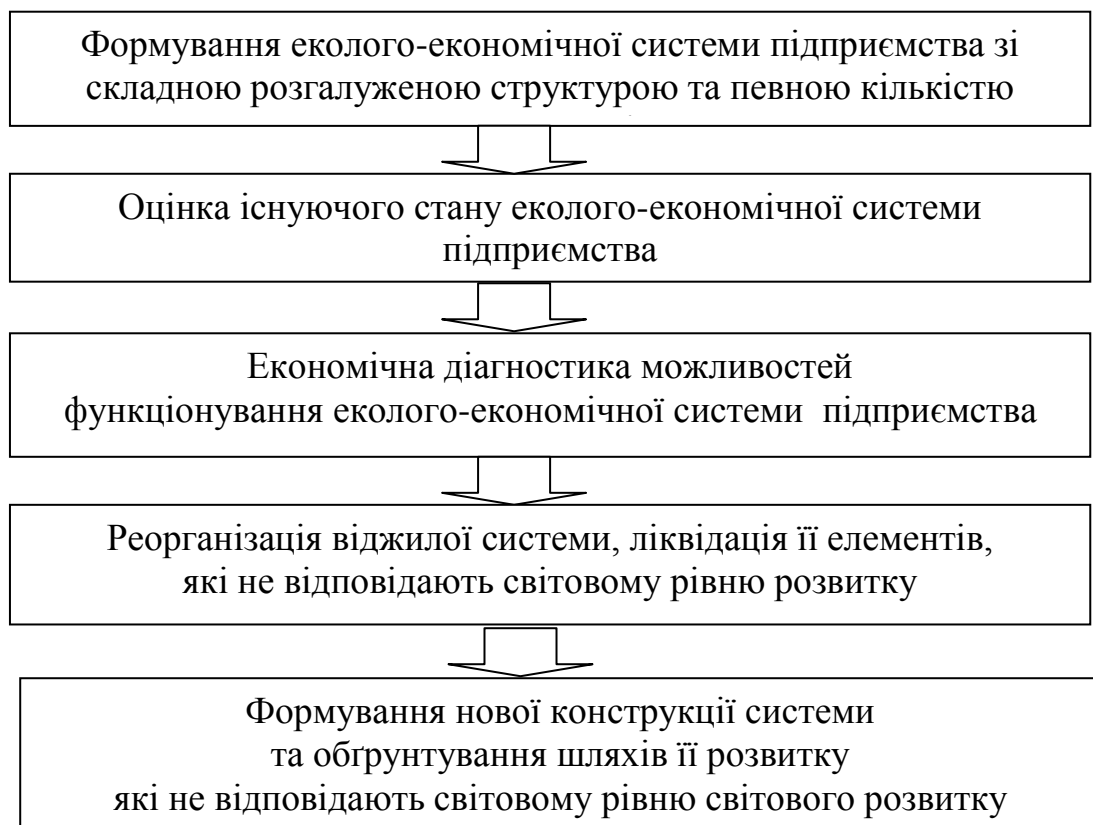 Формування еколого-економічної системи підприємства зі
складною розгалуженою структурою та певною кількістю
Оцінка існуючого стану еколого-економічної системи
підприємства
Економічна діагностика можливостей
функціонування еколого-економічної системи підприємства
Реорганізація віджилої системи, ліквідація її елементів,
які не відповідають світовому рівню розвитку
Формування нової конструкції системи
та обґрунтування шляхів її розвитку
які не відповідають світовому рівню світового розвитку